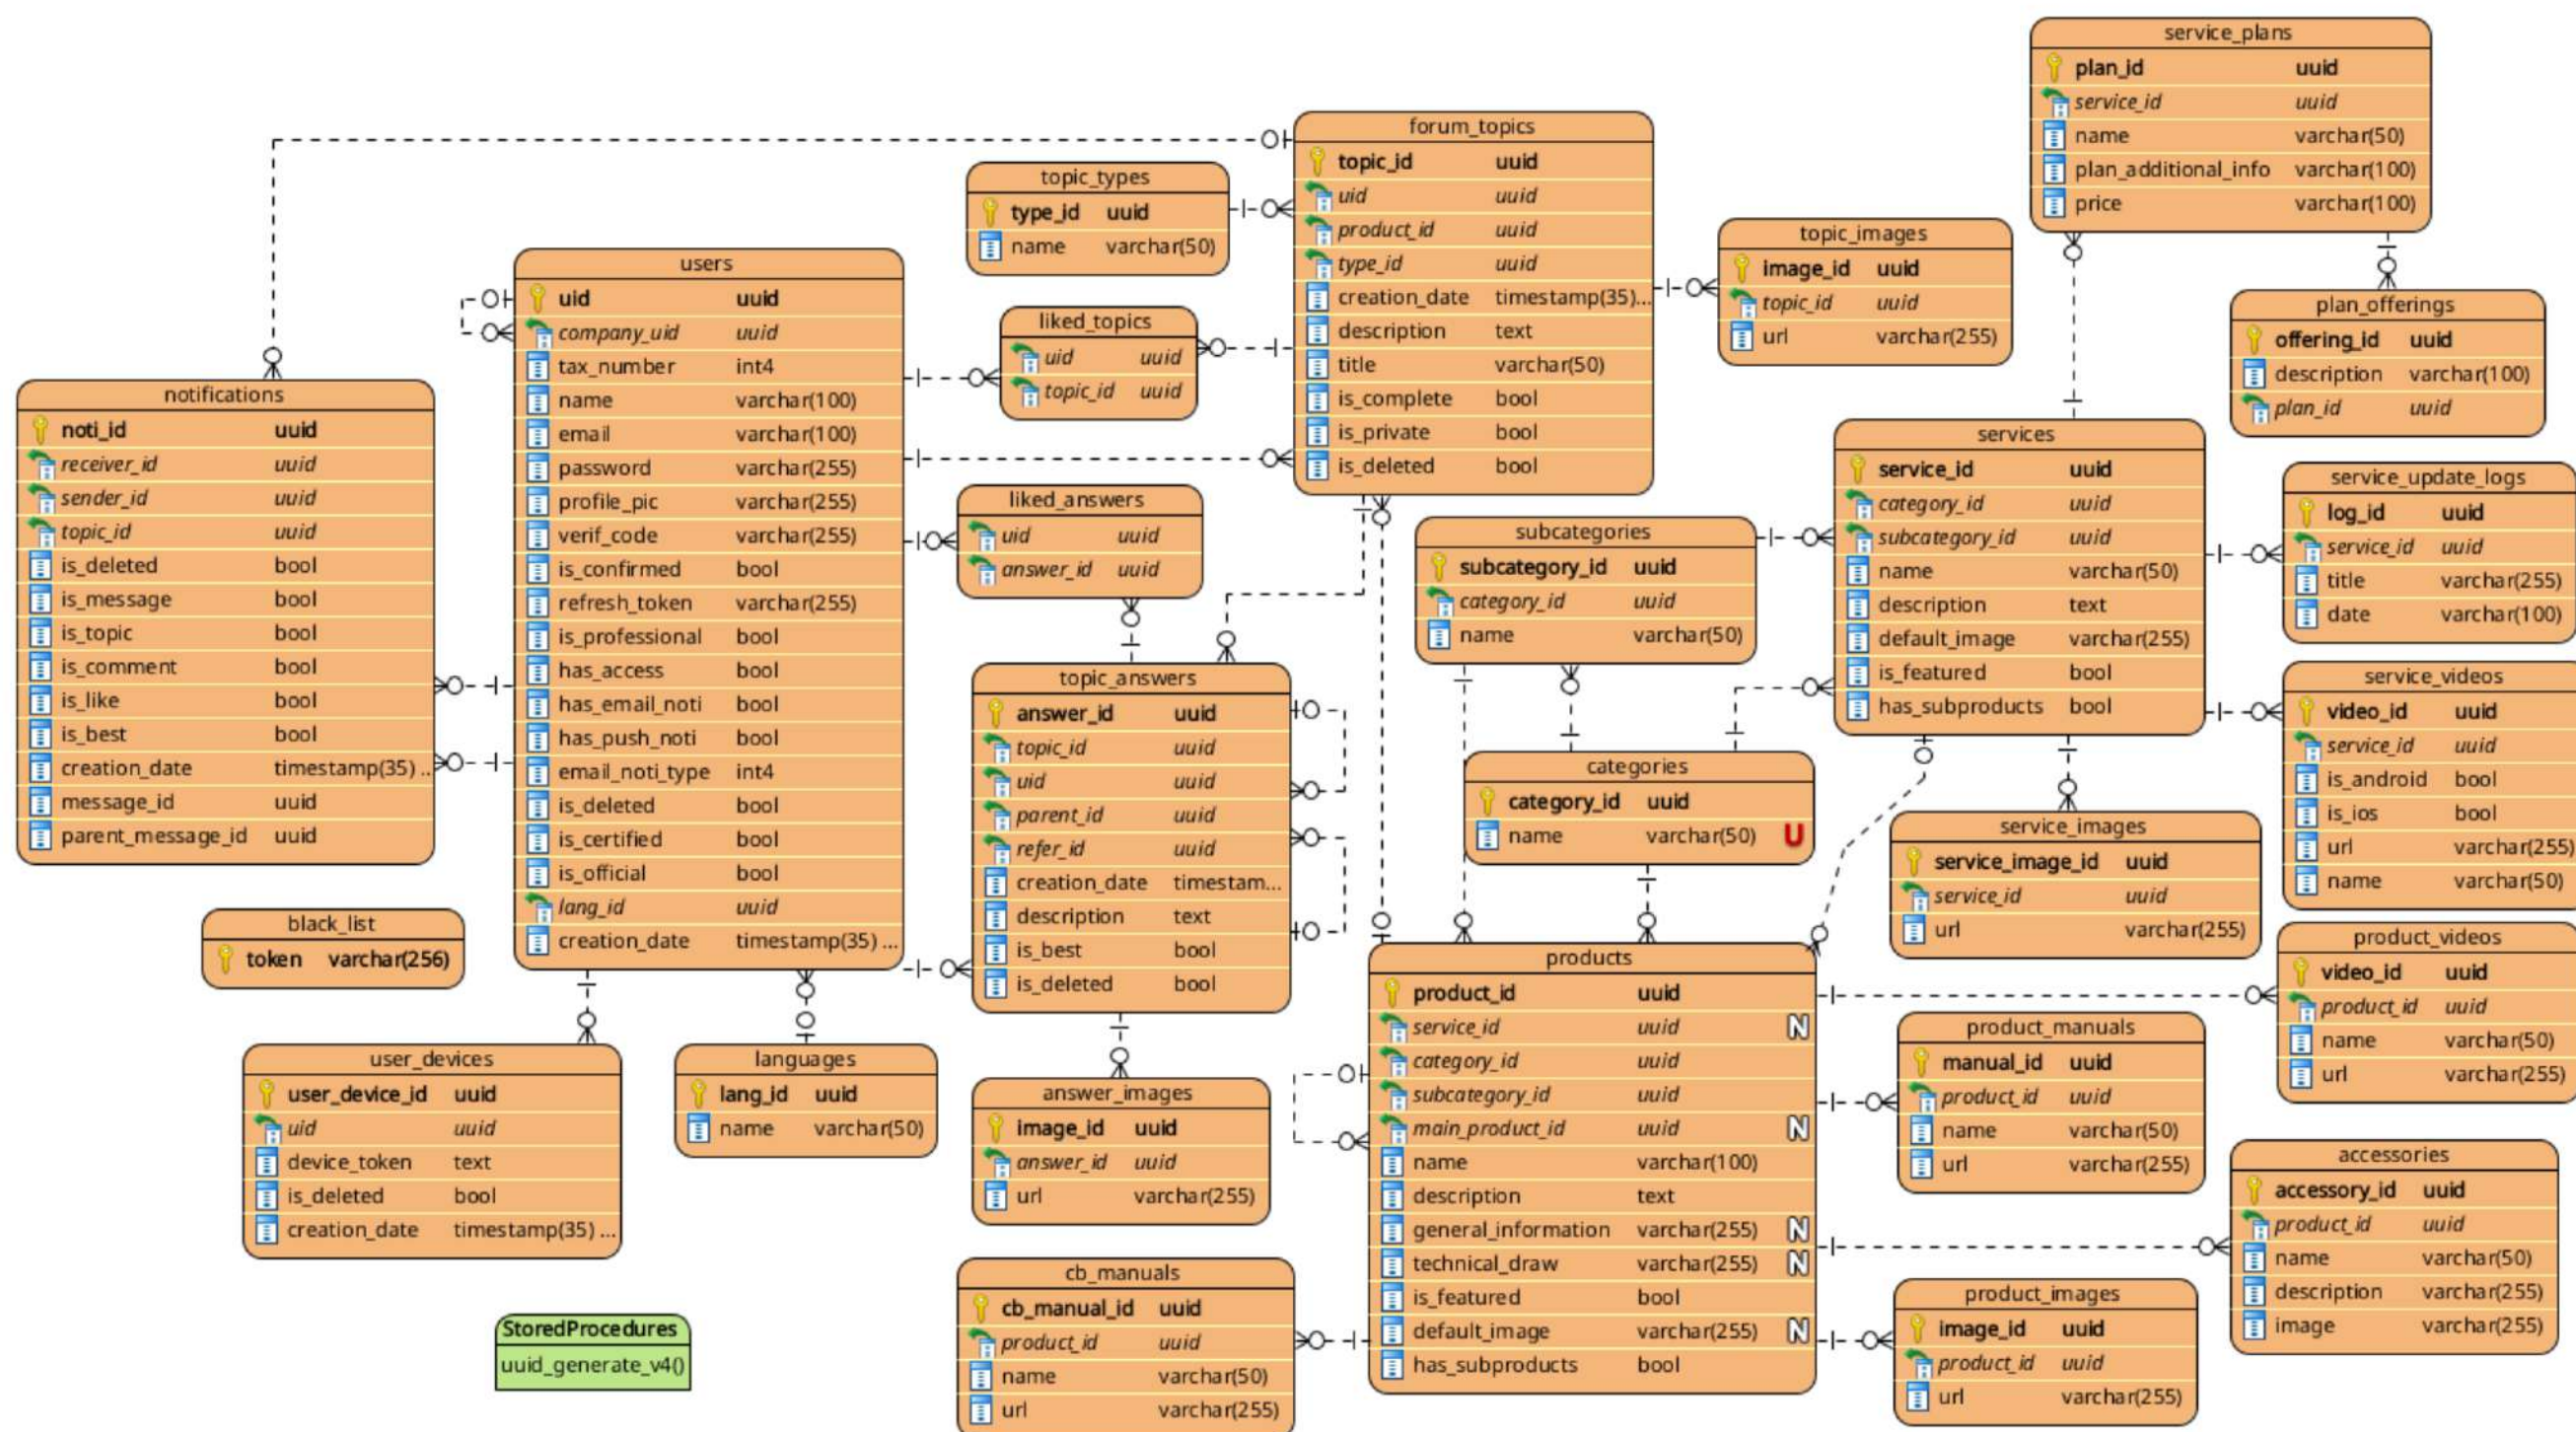 service_plans
plan_id uuid
service_id uuid
name varchar(50)
plan_additional_info varchar(100)
price varchar(100)
forum_topics
topic_id uuid
uid uuid
product_id uuid
type_id uuid
creation_date timestamp(35)...
description text
title varchar(50)
is_complete bool
is_private bool
is_deleted bool
topic_types
type_id uuid
name varchar(50)
topic_images
image_id uuid
topic_id uuid
url varchar(255)
users
uid uuid
company_uid uuid
tax_number int4
name varchar(100)
email varchar(100)
password varchar(255)
profile_pic varchar(255)
verif_code varchar(255)
is_confirmed bool
refresh_token varchar(255)
is_professional bool
has_access bool
has_email_noti bool
has_push_noti bool
email_noti_type int4
is_deleted bool
is_certified bool
is_official bool
lang_id uuid
creation_date timestamp(35) ...
liked_topics
uid uuid
topic_id uuid
plan_offerings
offering_id uuid
description varchar(100)
plan_id uuid
notifications
noti_id uuid
receiver_id uuid
sender_id uuid
topic_id uuid
is_deleted bool
is_message bool
is_topic bool
is_comment bool
is_like bool
is_best bool
creation_date timestamp(35) ..
message_id uuid
parent_message_id uuid
services
service_id uuid
category_id uuid
subcategory_id uuid
name varchar(50)
description text
default_image varchar(255)
is_featured bool
has_subproducts bool
service_update_logs
log_id uuid
service_id uuid
title varchar(255)
date varchar(100)
liked_answers
uid uuid
answer_id uuid
subcategories
subcategory_id uuid
category_id uuid
name varchar(50)
topic_answers
answer_id uuid
topic_id uuid
uid uuid
parent_id uuid
refer_id uuid
creation_date timestam...
description text
is_best bool
is_deleted bool
service_videos
video_id uuid
service_id uuid
is_android bool
is_ios bool
url varchar(255)
name varchar(50)
categories
category_id uuid
name varchar(50) U
service_images
service_image_id uuid
service_id uuid
url varchar(255)
black_list
token varchar(256)
products
product_id uuid
service_id uuid N
category_id uuid
subcategory_id uuid
main_product_id uuid N
name varchar(100)
description text
general_information varchar(255) N
technical_draw varchar(255) N
is_featured bool
default_image varchar(255) N
has_subproducts bool
product_videos
video_id uuid
product_id uuid
name varchar(50)
url varchar(255)
product_manuals
manual_id uuid
product_id uuid
name varchar(50)
url varchar(255)
user_devices
user_device_id uuid
uid uuid
device_token text
is_deleted bool
creation_date timestamp(35) ...
languages
lang_id uuid
name varchar(50)
answer_images
image_id uuid
answer_id uuid
url varchar(255)
accessories
accessory_id uuid
product_id uuid
name varchar(50)
description varchar(255)
image varchar(255)
cb_manuals
cb_manual_id uuid
product_id uuid
name varchar(50)
url varchar(255)
product_images
image_id uuid
product_id uuid
url varchar(255)
StoredProcedures
uuid_generate_v4()